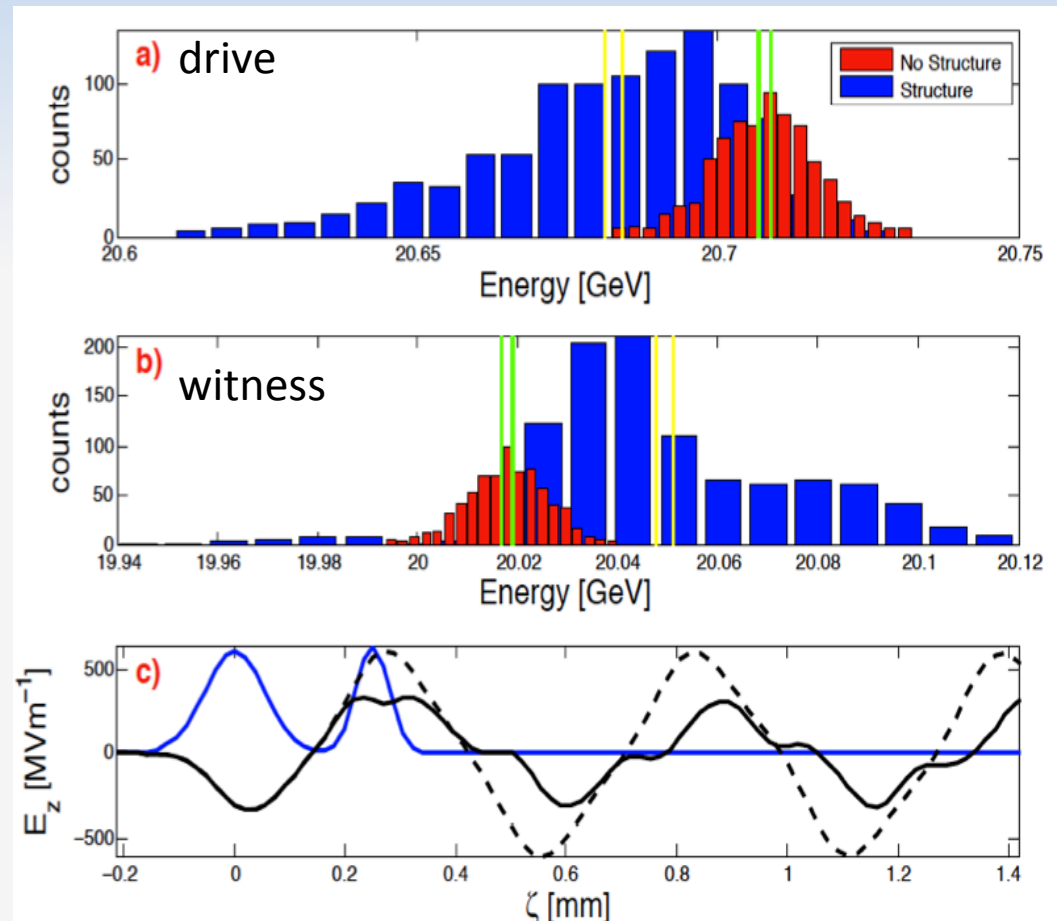 a) drive
No Structure
Structure
100
50
0
counts
20.6 20.65 20.7 20.75
Energy [GeV]
b) witness
200
150
100
50
0
counts
19.94 19.96 19.98 20 20.02 20.04 20.06 20.08 20.1 20.12
Energy [GeV]
c)
500
0
−500
E_z [MVm⁻¹]
−0.2 0 0.2 0.4 0.6 0.8 1 1.2 1.4
ζ [mm]